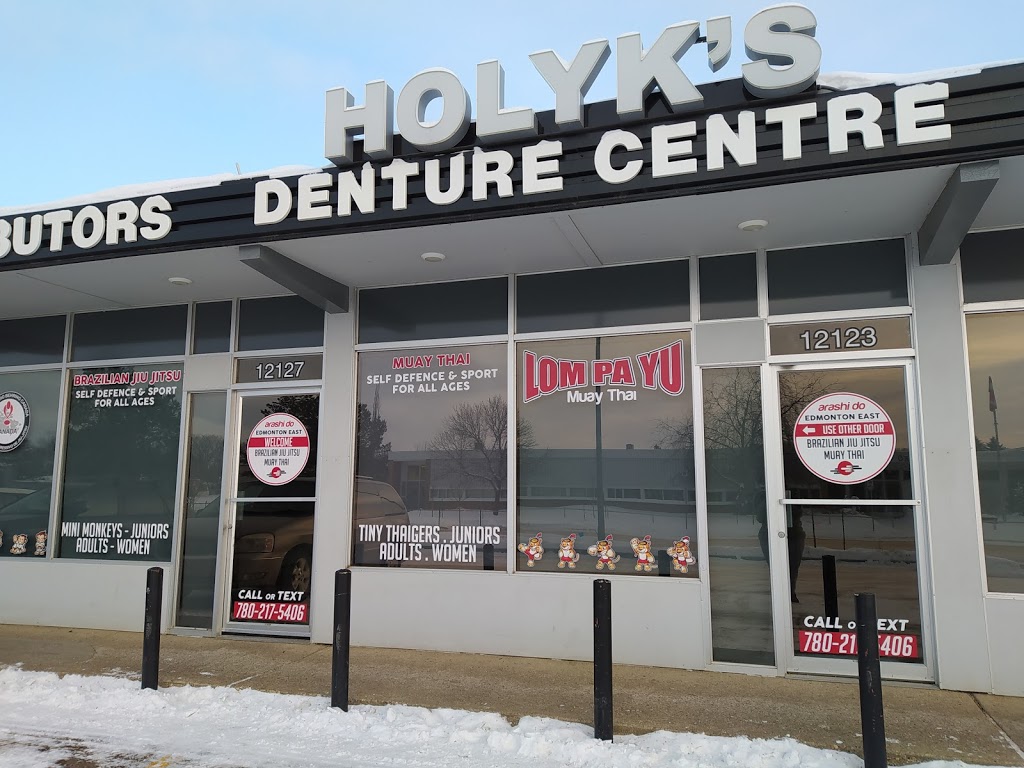 HOLYK'S
DENTURE CENTRE
BUTORS
BRAZILIAN JIU JITSU
SELF DEFENCE & SPORT
FOR ALL AGES
MINI MONKEYS - JUNIORS
ADULTS - WOMEN
12127
arashi do
EDMONTON EAST
WELCOME
BRAZILIAN JIU JITSU
MUAY THAI
CALL OR TEXT
780-217-5406
MUAY THAI
SELF DEFENCE & SPORT
FOR ALL AGES
TINY THAIGERS . JUNIORS
ADULTS . WOMEN
LOM PA YU
Muay Thai
12123
arashi do
EDMONTON EAST
USE OTHER DOOR
BRAZILIAN JIU JITSU
MUAY THAI
CALL OR TEXT
780-21 5406